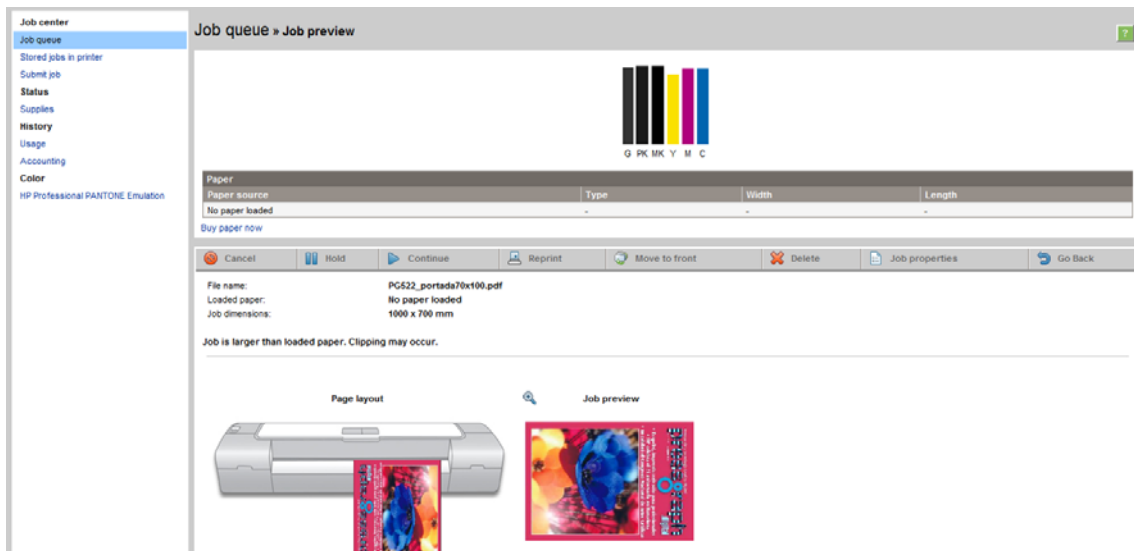 Job center
Job queue
Stored jobs in printer
Submit job
Status
Supplies
History
Usage
Accounting
Color
HP Professional PANTONE Emulation
Job queue » Job preview
?
G PK MK Y M C
Paper
Paper source Type Width Length
No paper loaded - - -
Buy paper now
Cancel Hold Continue Reprint Move to front Delete Job properties Go Back
File name: PG522_portada70x100.pdf
Loaded paper: No paper loaded
Job dimensions: 1000 x 700 mm
Job is larger than loaded paper. Clipping may occur.
Page layout Job preview